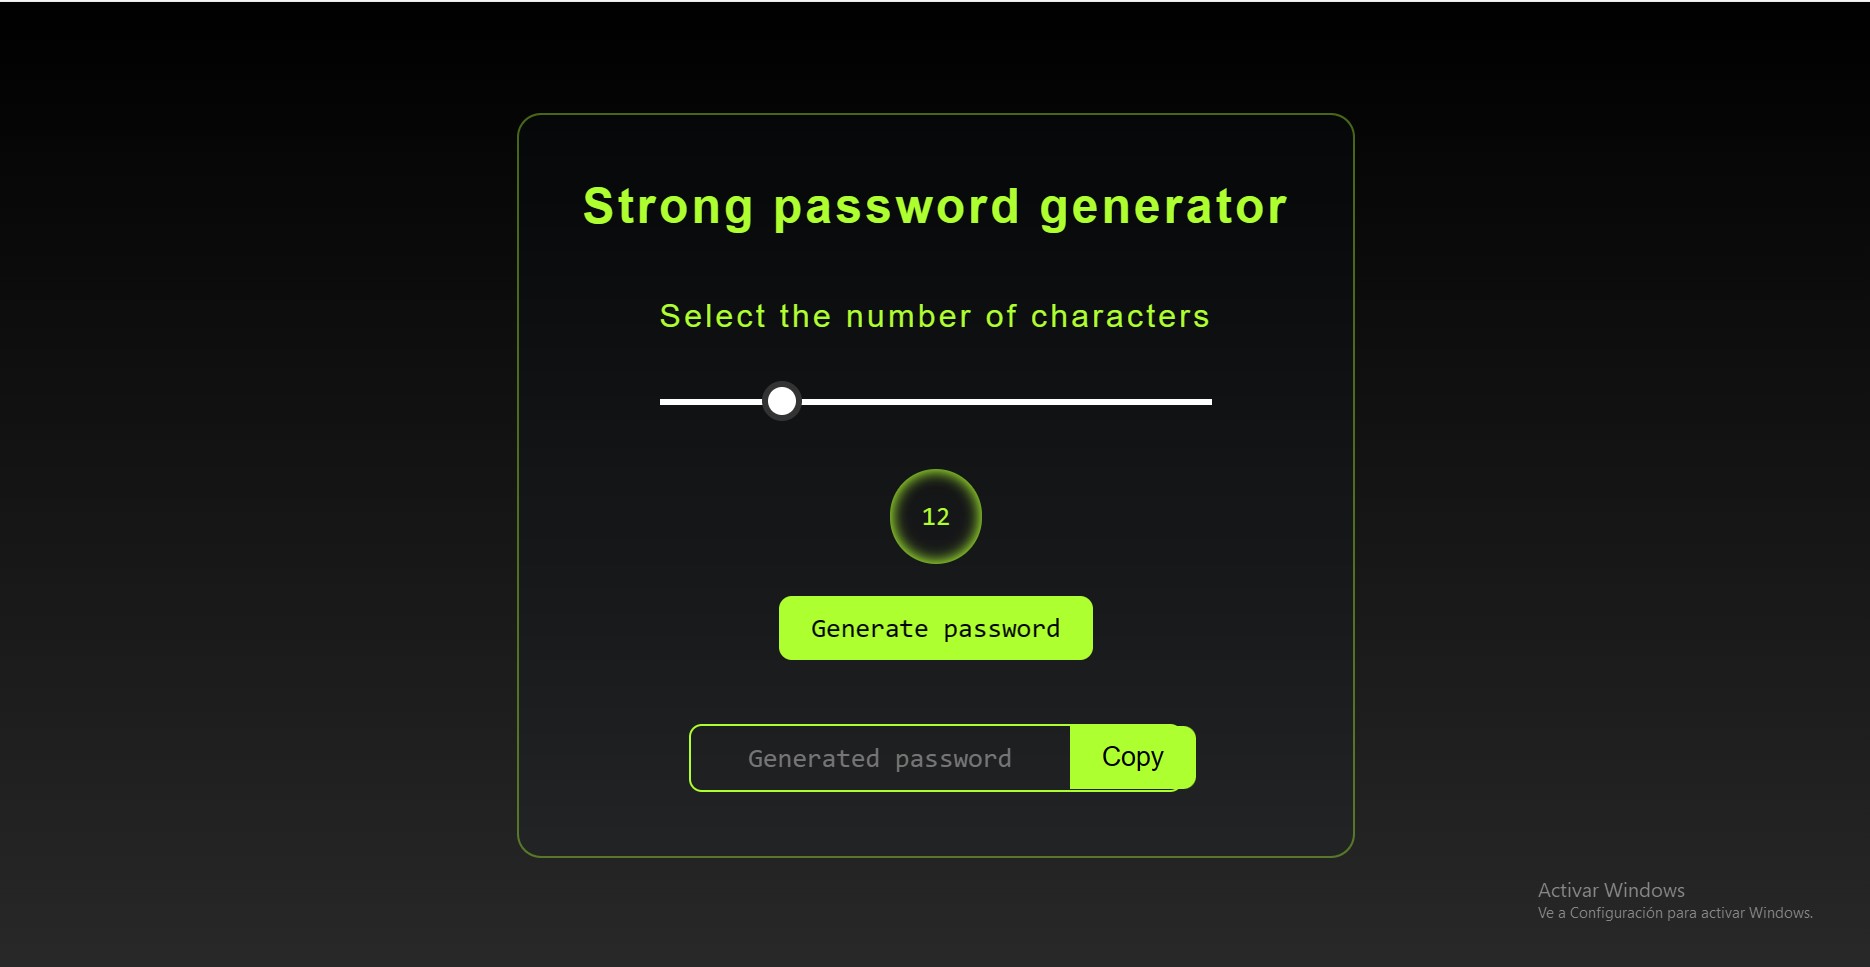 Strong password generator
Select the number of characters
12
Generate password
Generated password
Copy
Activar Windows
Ve a Configuración para activar Windows.